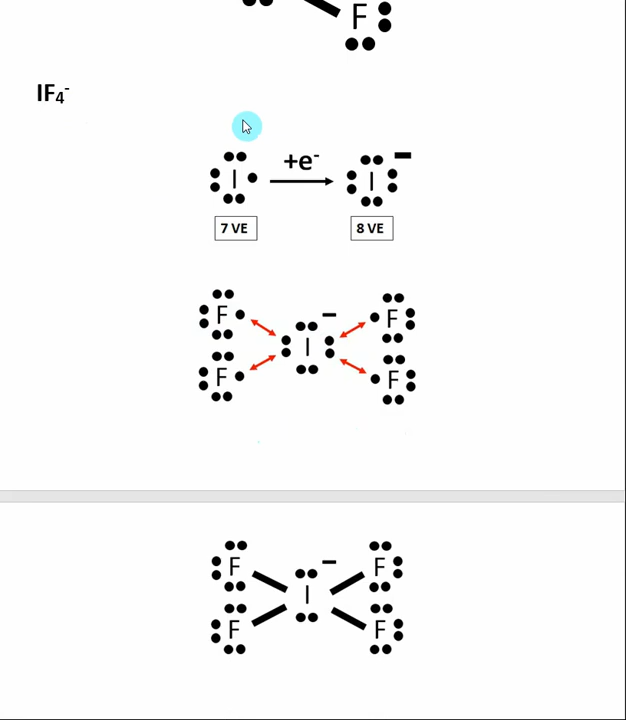 F
IF₄⁻
I +e⁻ I⁻
7 VE 8 VE
F I⁻ F
F F
F I⁻ F
F F